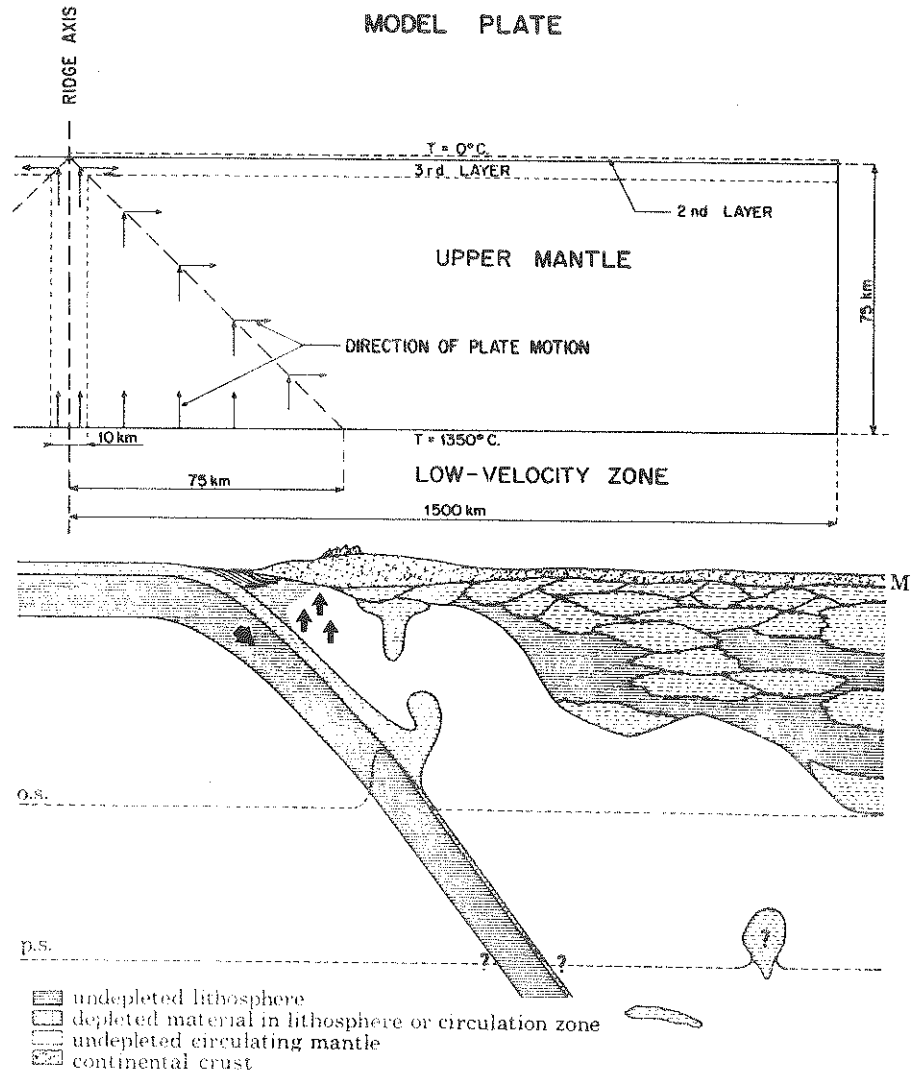 MODEL PLATE
RIDGE AXIS
T = 0°C.
3rd LAYER
2nd LAYER
UPPER MANTLE
75 km
DIRECTION OF PLATE MOTION
10 km
T = 1350°C.
75 km
LOW-VELOCITY ZONE
1500 km
M
o.s.
?
p.s.
? ?
undepleted lithosphere
depleted material in lithosphere or circulation zone
undepleted circulating mantle
continental crust